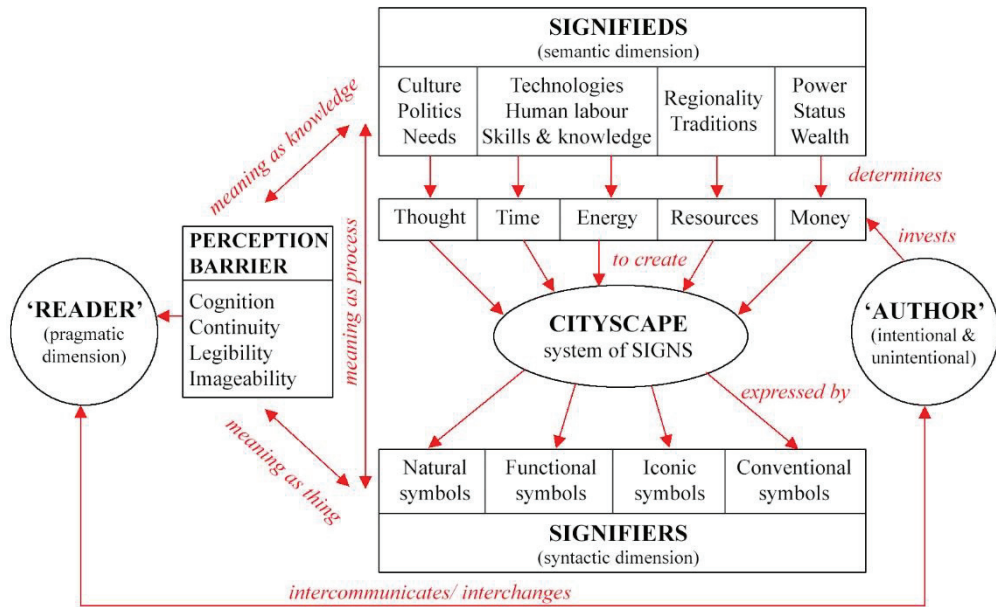 SIGNIFIEDS
(semantic dimension)
Culture
Politics
Needs
Technologies
Human labour
Skills & knowledge
Regionality
Traditions
Power
Status
Wealth
meaning as knowledge
determines
Thought
Time
Energy
Resources
Money
PERCEPTION
BARRIER
Cognition
Continuity
Legibility
Imageability
meaning as process
to create
invests
'READER'
(pragmatic
dimension)
CITYSCAPE
system of SIGNS
'AUTHOR'
(intentional &
unintentional)
expressed by
meaning as thing
Natural
symbols
Functional
symbols
Iconic
symbols
Conventional
symbols
SIGNIFIERS
(syntactic dimension)
intercommunicates/ interchanges